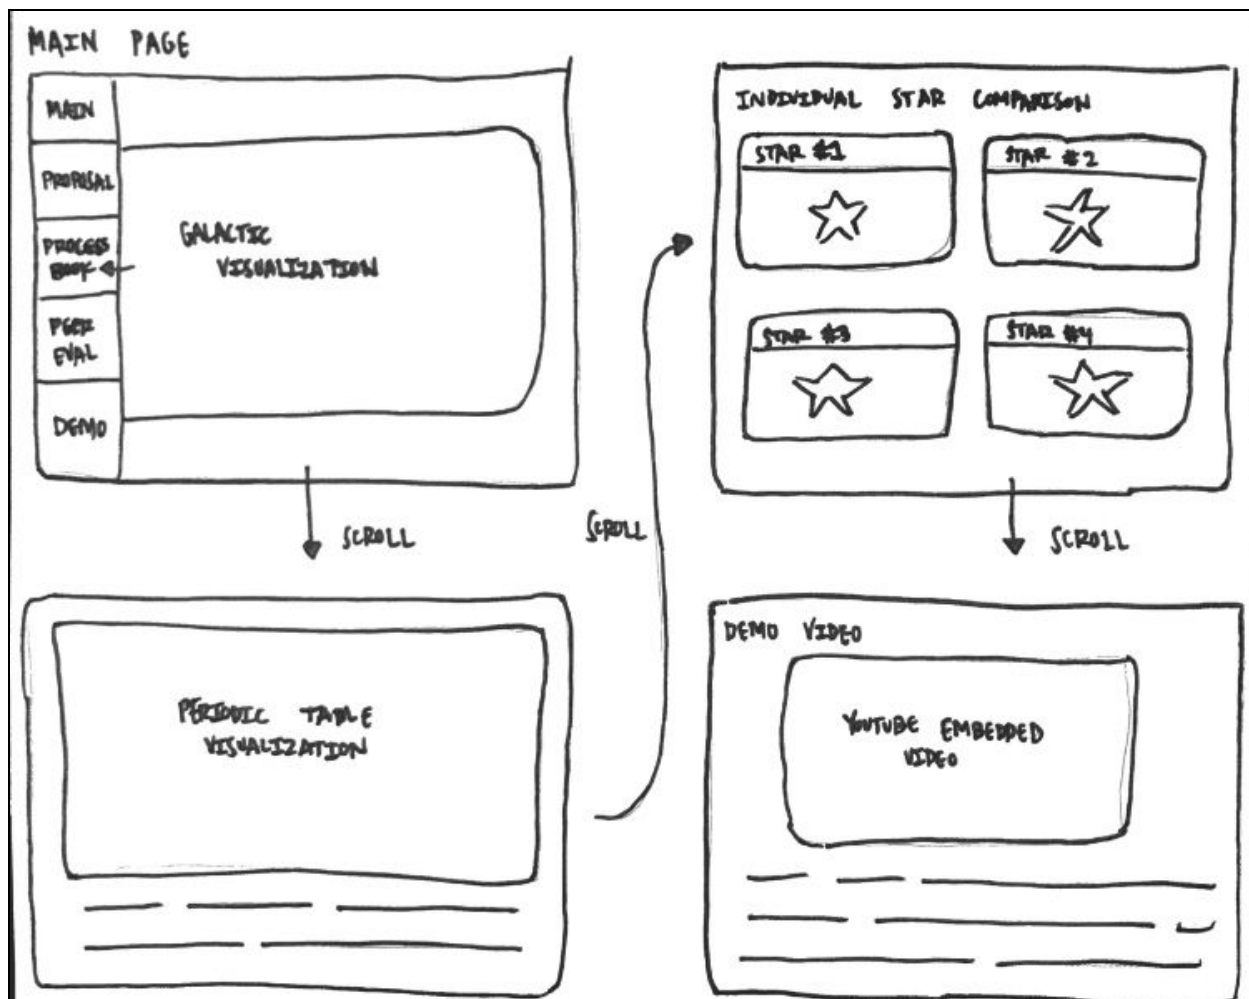 MAIN PAGE
MAIN
PROPOSAL
PROCESS
BOOK
PEER
EVAL
DEMO
GALACTIC
VISUALIZATION
SCROLL
PERIODIC TABLE
VISUALIZATION
SCROLL
INDIVIDUAL STAR COMPARISON
STAR #1
STAR #2
STAR #3
STAR #4
SCROLL
DEMO VIDEO
YOUTUBE EMBEDDED
VIDEO